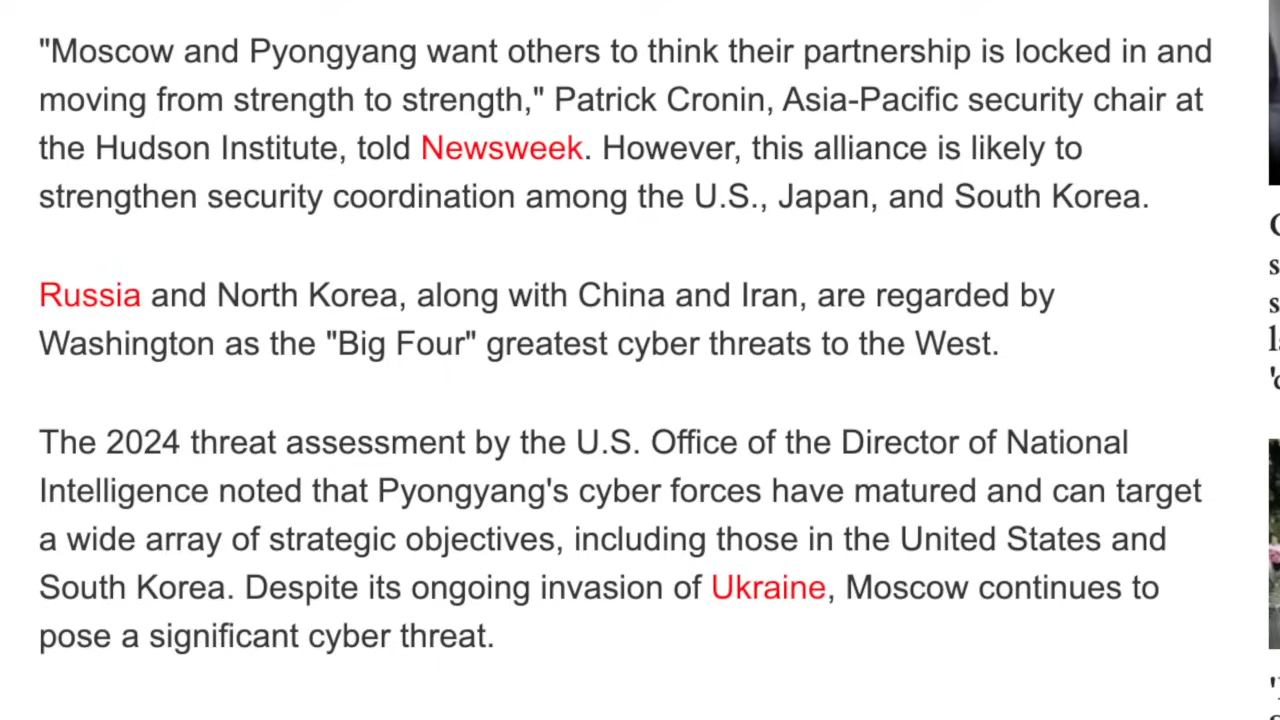 "Moscow and Pyongyang want others to think their partnership is locked in and
moving from strength to strength," Patrick Cronin, Asia-Pacific security chair at
the Hudson Institute, told Newsweek. However, this alliance is likely to
strengthen security coordination among the U.S., Japan, and South Korea.
Russia and North Korea, along with China and Iran, are regarded by
Washington as the "Big Four" greatest cyber threats to the West.
The 2024 threat assessment by the U.S. Office of the Director of National
Intelligence noted that Pyongyang's cyber forces have matured and can target
a wide array of strategic objectives, including those in the United States and
South Korea. Despite its ongoing invasion of Ukraine, Moscow continues to
pose a significant cyber threat.